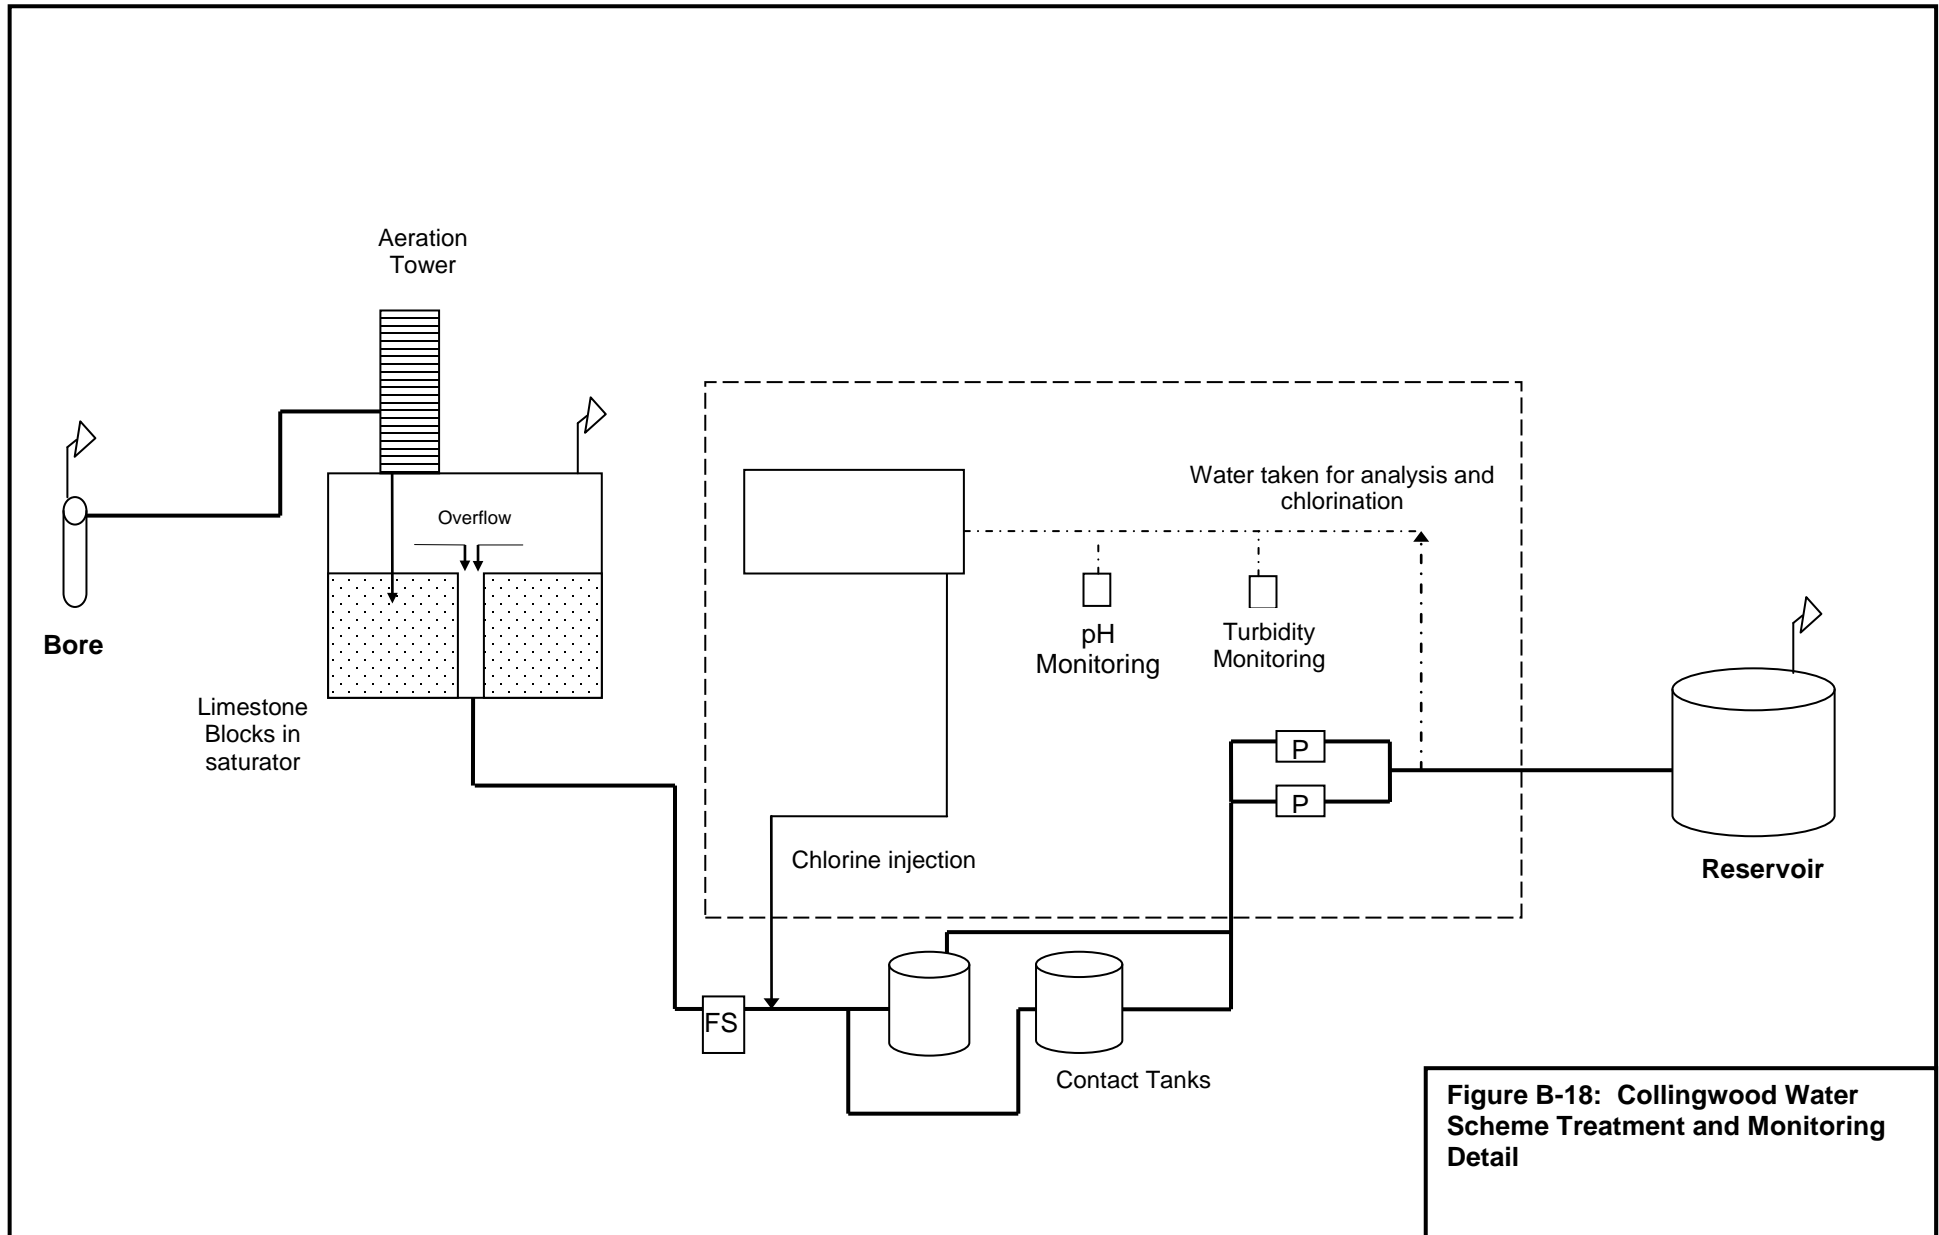 Aeration
Tower
Overflow
Water taken for analysis and
chlorination
Bore
pH
Monitoring
Turbidity
Monitoring
Limestone
Blocks in
saturator
P
P
Chlorine injection
Reservoir
FS
Contact Tanks
Figure B-18: Collingwood Water
Scheme Treatment and Monitoring
Detail